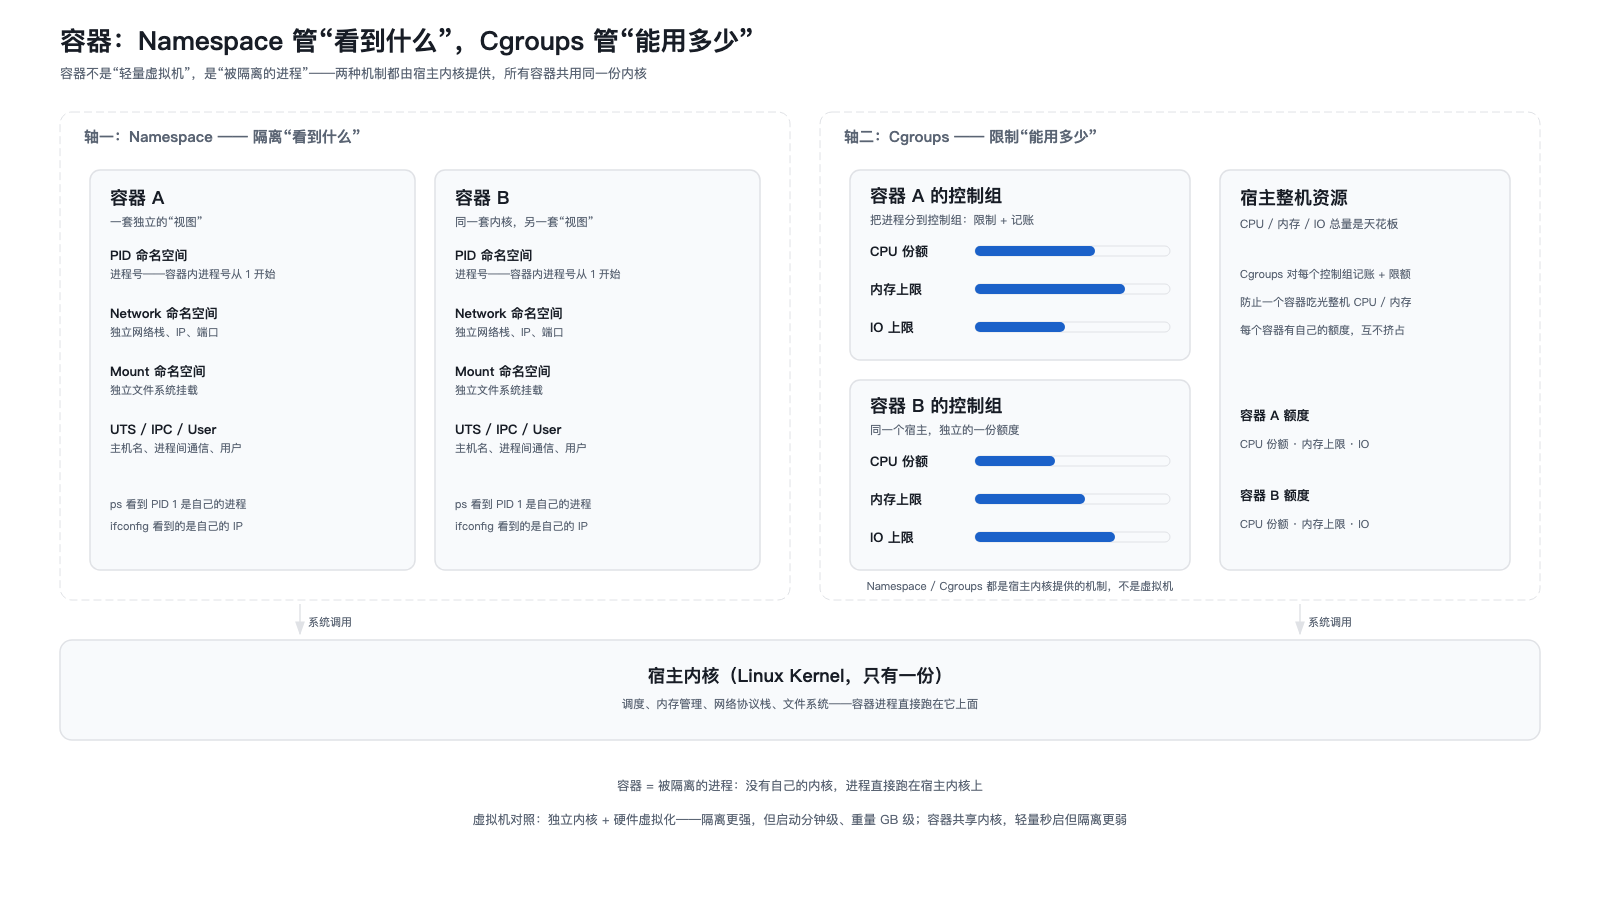 容器：Namespace 管“看到什么”，Cgroups 管“能用多少”
容器不是“轻量虚拟机”，是“被隔离的进程”——两种机制都由宿主内核提供，所有容器共用同一份内核
轴一：Namespace —— 隔离“看到什么”
容器 A
一套独立的“视图”
PID 命名空间
进程号——容器内进程号从 1 开始
Network 命名空间
独立网络栈、IP、端口
Mount 命名空间
独立文件系统挂载
UTS / IPC / User
主机名、进程间通信、用户
ps 看到 PID 1 是自己的进程
ifconfig 看到的是自己的 IP
容器 B
同一套内核，另一套“视图”
PID 命名空间
进程号——容器内进程号从 1 开始
Network 命名空间
独立网络栈、IP、端口
Mount 命名空间
独立文件系统挂载
UTS / IPC / User
主机名、进程间通信、用户
ps 看到 PID 1 是自己的进程
ifconfig 看到的是自己的 IP
轴二：Cgroups —— 限制“能用多少”
容器 A 的控制组
把进程分到控制组：限制 + 记账
CPU 份额
内存上限
IO 上限
容器 B 的控制组
同一个宿主，独立的一份额度
CPU 份额
内存上限
IO 上限
宿主整机资源
CPU / 内存 / IO 总量是天花板
Cgroups 对每个控制组记账 + 限额
防止一个容器吃光整机 CPU / 内存
每个容器有自己的额度，互不挤占
容器 A 额度
CPU 份额 · 内存上限 · IO
容器 B 额度
CPU 份额 · 内存上限 · IO
Namespace / Cgroups 都是宿主内核提供的机制，不是虚拟机
系统调用
系统调用
宿主内核（Linux Kernel，只有一份）
调度、内存管理、网络协议栈、文件系统——容器进程直接跑在它上面
容器 = 被隔离的进程：没有自己的内核，进程直接跑在宿主内核上
虚拟机对照：独立内核 + 硬件虚拟化——隔离更强，但启动分钟级、重量 GB 级；容器共享内核，轻量秒启但隔离更弱